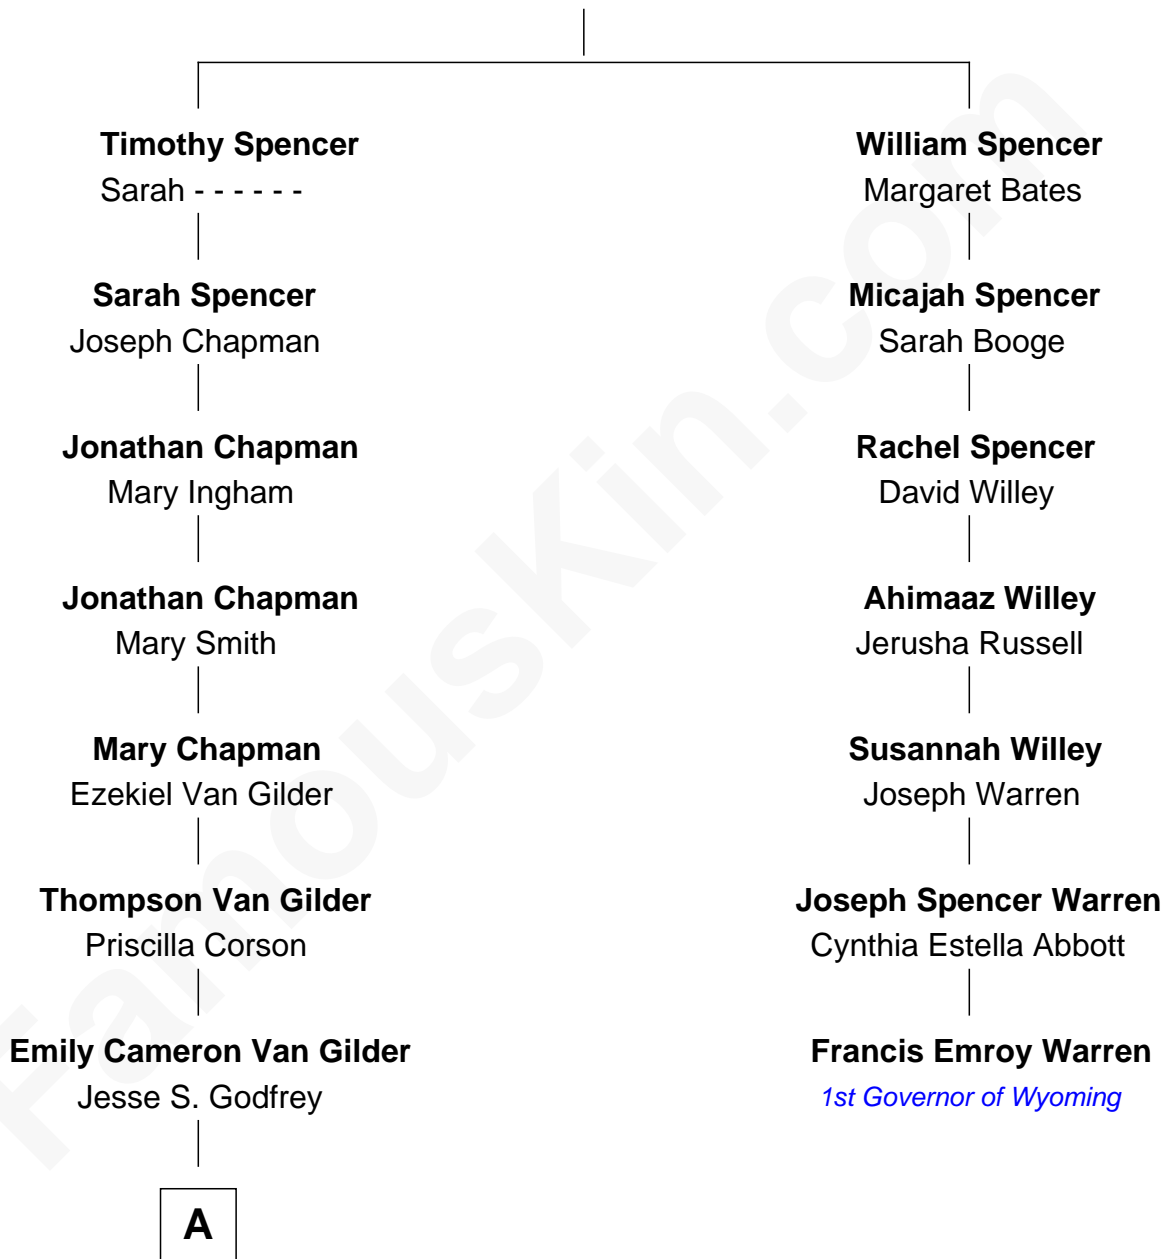 Timothy Spencer
Sarah - - - - - -
Sarah Spencer
Joseph Chapman
Jonathan Chapman
Mary Ingham
Jonathan Chapman
Mary Smith
Mary Chapman
Ezekiel Van Gilder
Thompson Van Gilder
Priscilla Corson
Emily Cameron Van Gilder
Jesse S. Godfrey
A
William Spencer
Margaret Bates
Micajah Spencer
Sarah Booge
Rachel Spencer
David Willey
Ahimaaz Willey
Jerusha Russell
Susannah Willey
Joseph Warren
Joseph Spencer Warren
Cynthia Estella Abbott
Francis Emroy Warren
1st Governor of Wyoming
FamousKin.com